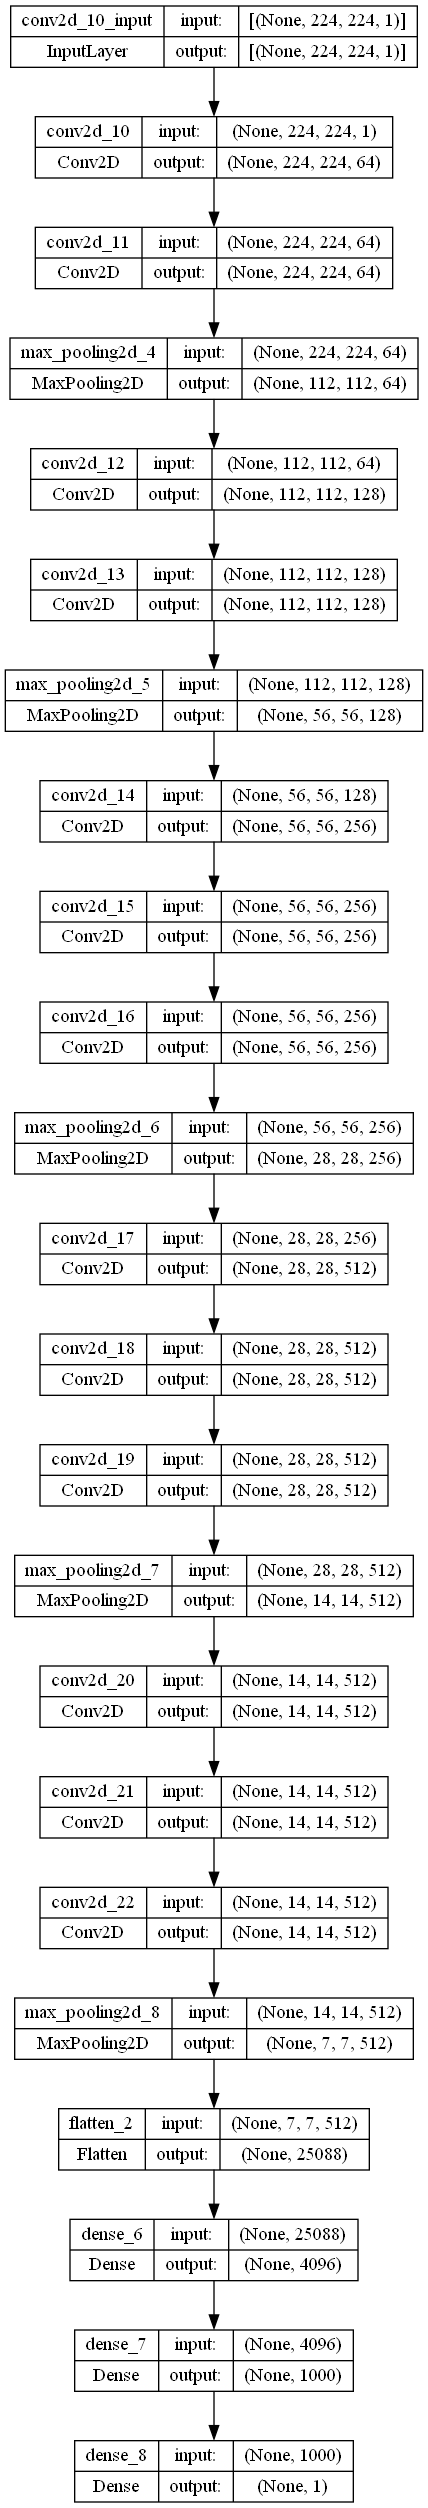 conv2d_10_input input: [(None, 224, 224, 1)]
InputLayer output: [(None, 224, 224, 1)]
conv2d_10 input: (None, 224, 224, 1)
Conv2D output: (None, 224, 224, 64)
conv2d_11 input: (None, 224, 224, 64)
Conv2D output: (None, 224, 224, 64)
max_pooling2d_4 input: (None, 224, 224, 64)
MaxPooling2D output: (None, 112, 112, 64)
conv2d_12 input: (None, 112, 112, 64)
Conv2D output: (None, 112, 112, 128)
conv2d_13 input: (None, 112, 112, 128)
Conv2D output: (None, 112, 112, 128)
max_pooling2d_5 input: (None, 112, 112, 128)
MaxPooling2D output: (None, 56, 56, 128)
conv2d_14 input: (None, 56, 56, 128)
Conv2D output: (None, 56, 56, 256)
conv2d_15 input: (None, 56, 56, 256)
Conv2D output: (None, 56, 56, 256)
conv2d_16 input: (None, 56, 56, 256)
Conv2D output: (None, 56, 56, 256)
max_pooling2d_6 input: (None, 56, 56, 256)
MaxPooling2D output: (None, 28, 28, 256)
conv2d_17 input: (None, 28, 28, 256)
Conv2D output: (None, 28, 28, 512)
conv2d_18 input: (None, 28, 28, 512)
Conv2D output: (None, 28, 28, 512)
conv2d_19 input: (None, 28, 28, 512)
Conv2D output: (None, 28, 28, 512)
max_pooling2d_7 input: (None, 28, 28, 512)
MaxPooling2D output: (None, 14, 14, 512)
conv2d_20 input: (None, 14, 14, 512)
Conv2D output: (None, 14, 14, 512)
conv2d_21 input: (None, 14, 14, 512)
Conv2D output: (None, 14, 14, 512)
conv2d_22 input: (None, 14, 14, 512)
Conv2D output: (None, 14, 14, 512)
max_pooling2d_8 input: (None, 14, 14, 512)
MaxPooling2D output: (None, 7, 7, 512)
flatten_2 input: (None, 7, 7, 512)
Flatten output: (None, 25088)
dense_6 input: (None, 25088)
Dense output: (None, 4096)
dense_7 input: (None, 4096)
Dense output: (None, 1000)
dense_8 input: (None, 1000)
Dense output: (None, 1)